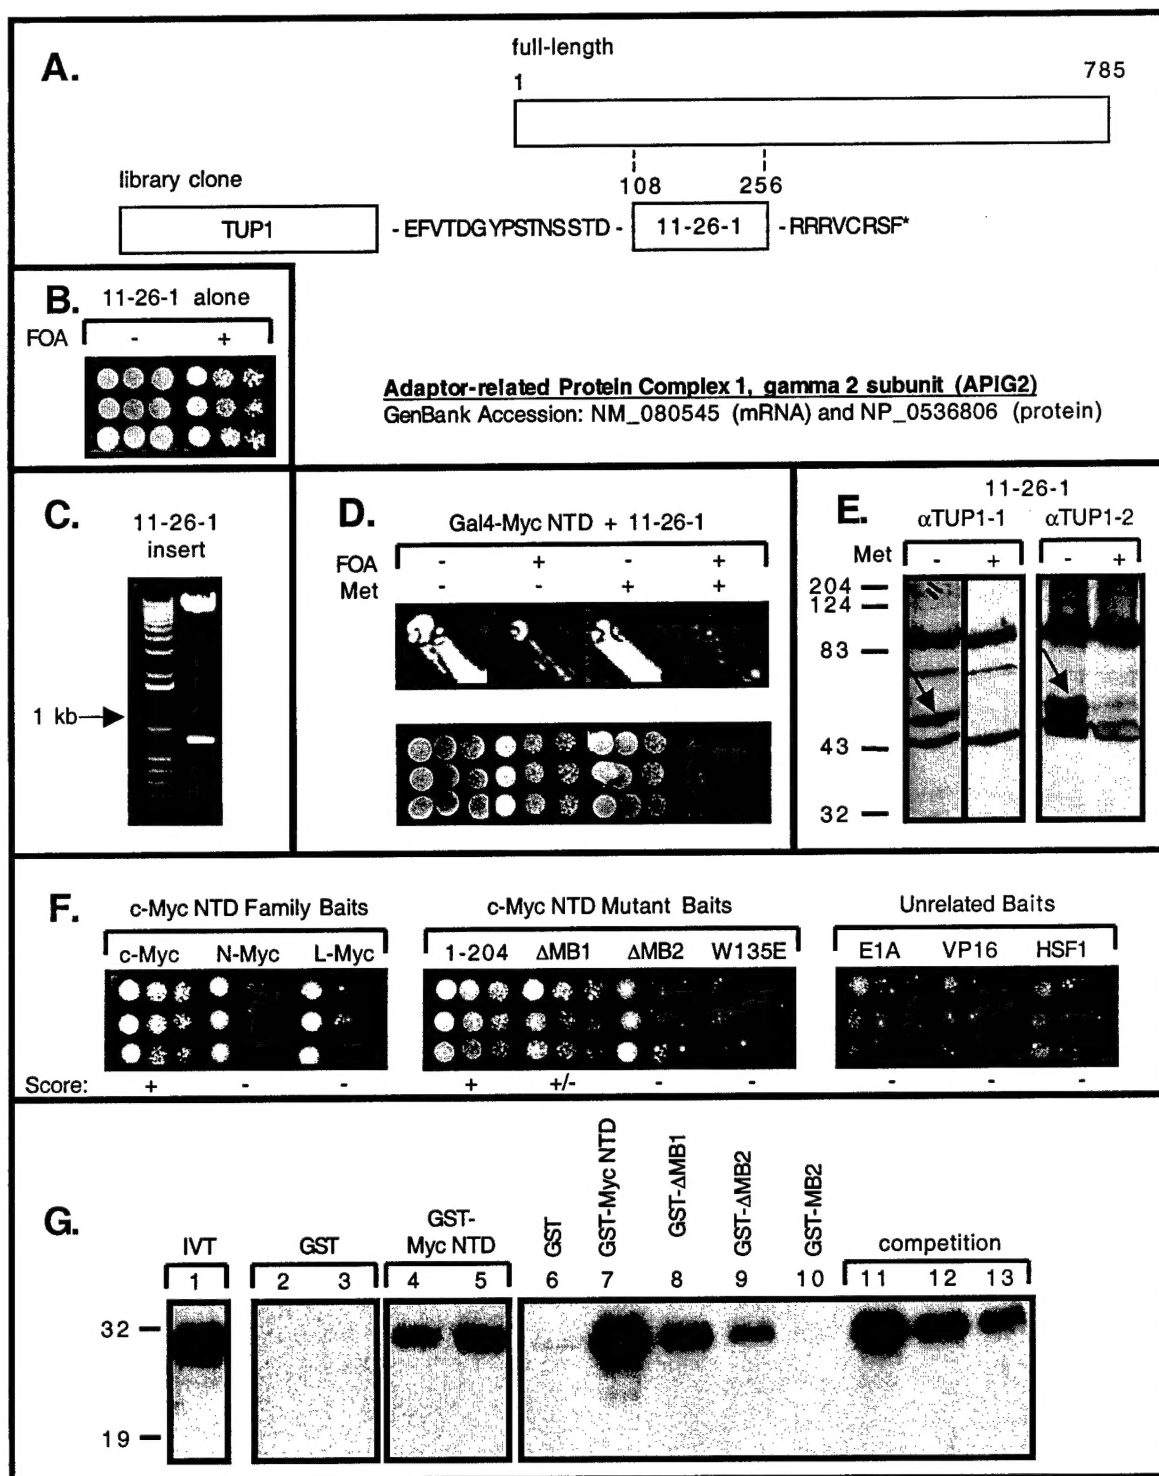 A.
full-length
1 785
108 256
library clone
TUP1 - EFVTDGYPSTNSSTD - 11-26-1 - RRRVCRSF*
B.
11-26-1 alone
FOA - +
Adaptor-related Protein Complex 1, gamma 2 subunit (APIG2)
GenBank Accession: NM_080545 (mRNA) and NP_0536806 (protein)
C.
11-26-1
insert
1 kb
D.
Gal4-Myc NTD + 11-26-1
FOA - + - +
Met - - + +
E.
11-26-1
αTUP1-1 αTUP1-2
Met - + - +
204
124
83
43
32
F.
c-Myc NTD Family Baits
c-Myc N-Myc L-Myc
c-Myc NTD Mutant Baits
1-204 ΔMB1 ΔMB2 W135E
Unrelated Baits
E1A VP16 HSF1
Score: + - - + +/- - - - - -
G.
IVT
GST
GST-
Myc NTD
GST
GST-Myc NTD
GST-ΔMB1
GST-ΔMB2
GST-MB2
competition
1 2 3 4 5 6 7 8 9 10 11 12 13
32
19